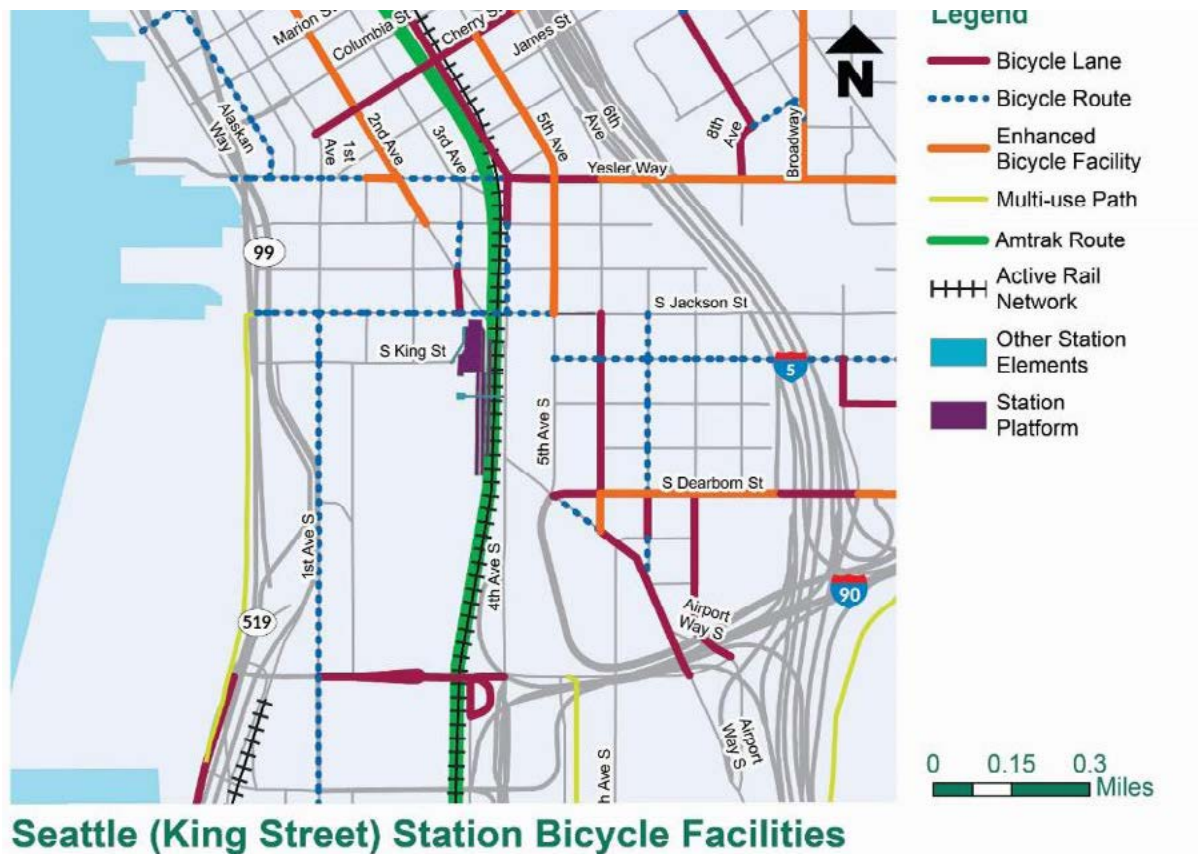 Marion St
Columbia St
Cherry St
James St
Alaskan
Way
1st
Ave
2nd Ave
3rd Ave
5th Ave
6th
Ave
8th
Ave
Broadway
Yesler Way
N
99
S Jackson St
S King St
5
5th Ave S
S Dearborn St
1st Ave S
4th Ave S
90
519
Airport
Way S
Airport
Way S
h Ave S
Legend
Bicycle Lane
Bicycle Route
Enhanced
Bicycle Facility
Multi-use Path
Amtrak Route
Active Rail
Network
Other Station
Elements
Station
Platform
0 0.15 0.3
Miles
Seattle (King Street) Station Bicycle Facilities